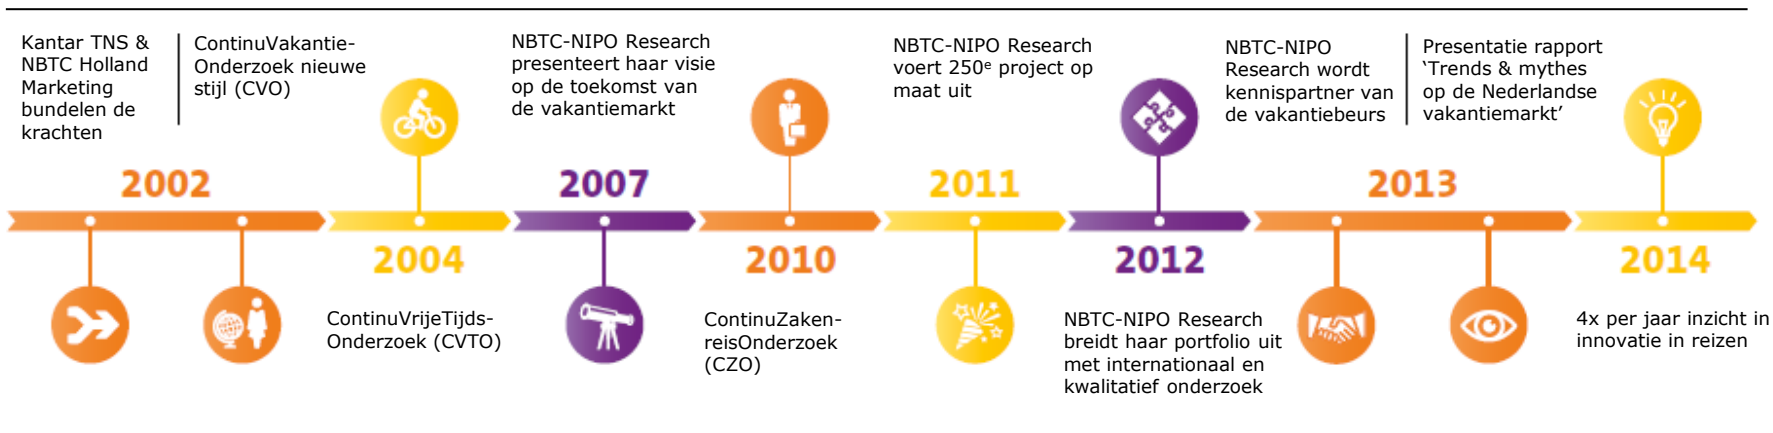 Kantar TNS &
NBTC Holland
Marketing
bundelen de
krachten
ContinuVakantie-
Onderzoek nieuwe
stijl (CVO)
2002
2004
ContinuVrijeTijds-
Onderzoek (CVTO)
NBTC-NIPO Research
presenteert haar visie
op de toekomst van
de vakantiemarkt
2007
2010
ContinuZaken-
reisOnderzoek
(CZO)
NBTC-NIPO Research
voert 250e project op
maat uit
2011
2012
NBTC-NIPO Research
breidt haar portfolio uit
met internationaal en
kwalitatief onderzoek
NBTC-NIPO
Research wordt
kennispartner van
de vakantiebeurs
Presentatie rapport
‘Trends & mythes
op de Nederlandse
vakantiemarkt’
2013
2014
4x per jaar inzicht in
innovatie in reizen